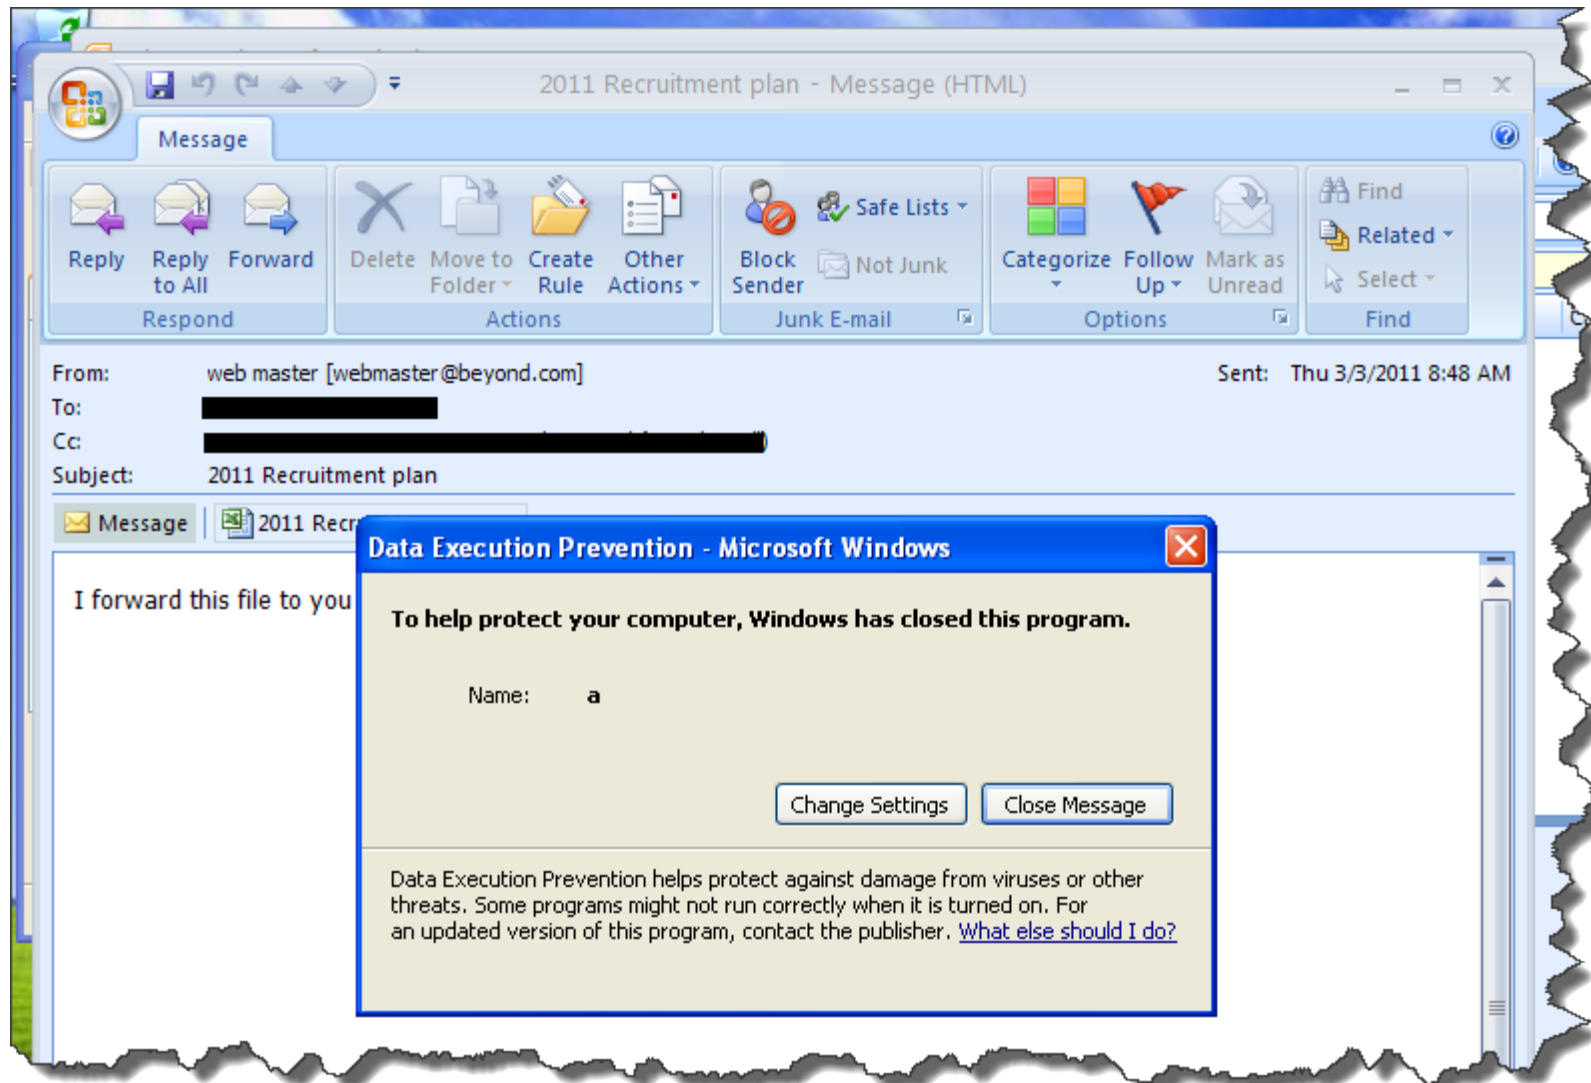 2011 Recruitment plan - Message (HTML)
Message
Reply
Reply to All
Forward
Respond
Delete
Move to Folder
Create Rule
Other Actions
Actions
Block Sender
Safe Lists
Not Junk
Junk E-mail
Categorize
Follow Up
Mark as Unread
Options
Find
Related
Select
Find
From: web master [webmaster@beyond.com]
Sent: Thu 3/3/2011 8:48 AM
To:
Cc:
Subject: 2011 Recruitment plan
Message
2011
I forward this file to you
Data Execution Prevention - Microsoft Windows
To help protect your computer, Windows has closed this program.
Name: a
Change Settings
Close Message
Data Execution Prevention helps protect against damage from viruses or other
threats. Some programs might not run correctly when it is turned on. For
an updated version of this program, contact the publisher. What else should I do?